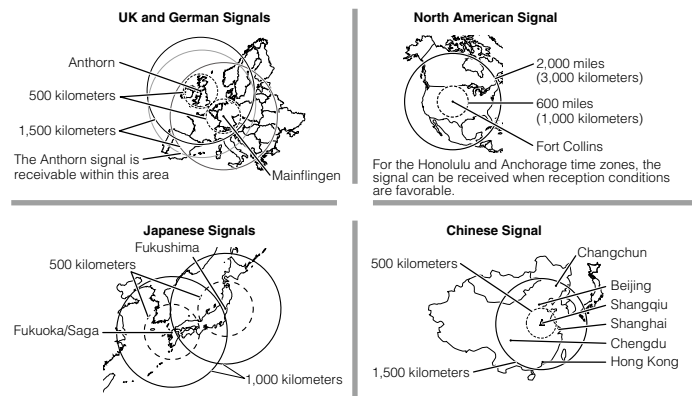 UK and German Signals
Anthorn
500 kilometers
1,500 kilometers
The Anthorn signal is
receivable within this area
Mainflingen
North American Signal
2,000 miles
(3,000 kilometers)
600 miles
(1,000 kilometers)
Fort Collins
For the Honolulu and Anchorage time zones, the
signal can be received when reception conditions
are favorable.
Japanese Signals
Fukushima
500 kilometers
Fukuoka/Saga
1,000 kilometers
Chinese Signal
Changchun
500 kilometers
Beijing
Shangqiu
Shanghai
Chengdu
Hong Kong
1,500 kilometers